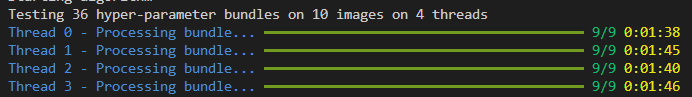 Testing 36 hyper-parameter bundles on 10 images on 4 threads
Thread 0 - Processing bundle... 9/9 0:01:38
Thread 1 - Processing bundle... 9/9 0:01:45
Thread 2 - Processing bundle... 9/9 0:01:40
Thread 3 - Processing bundle... 9/9 0:01:46